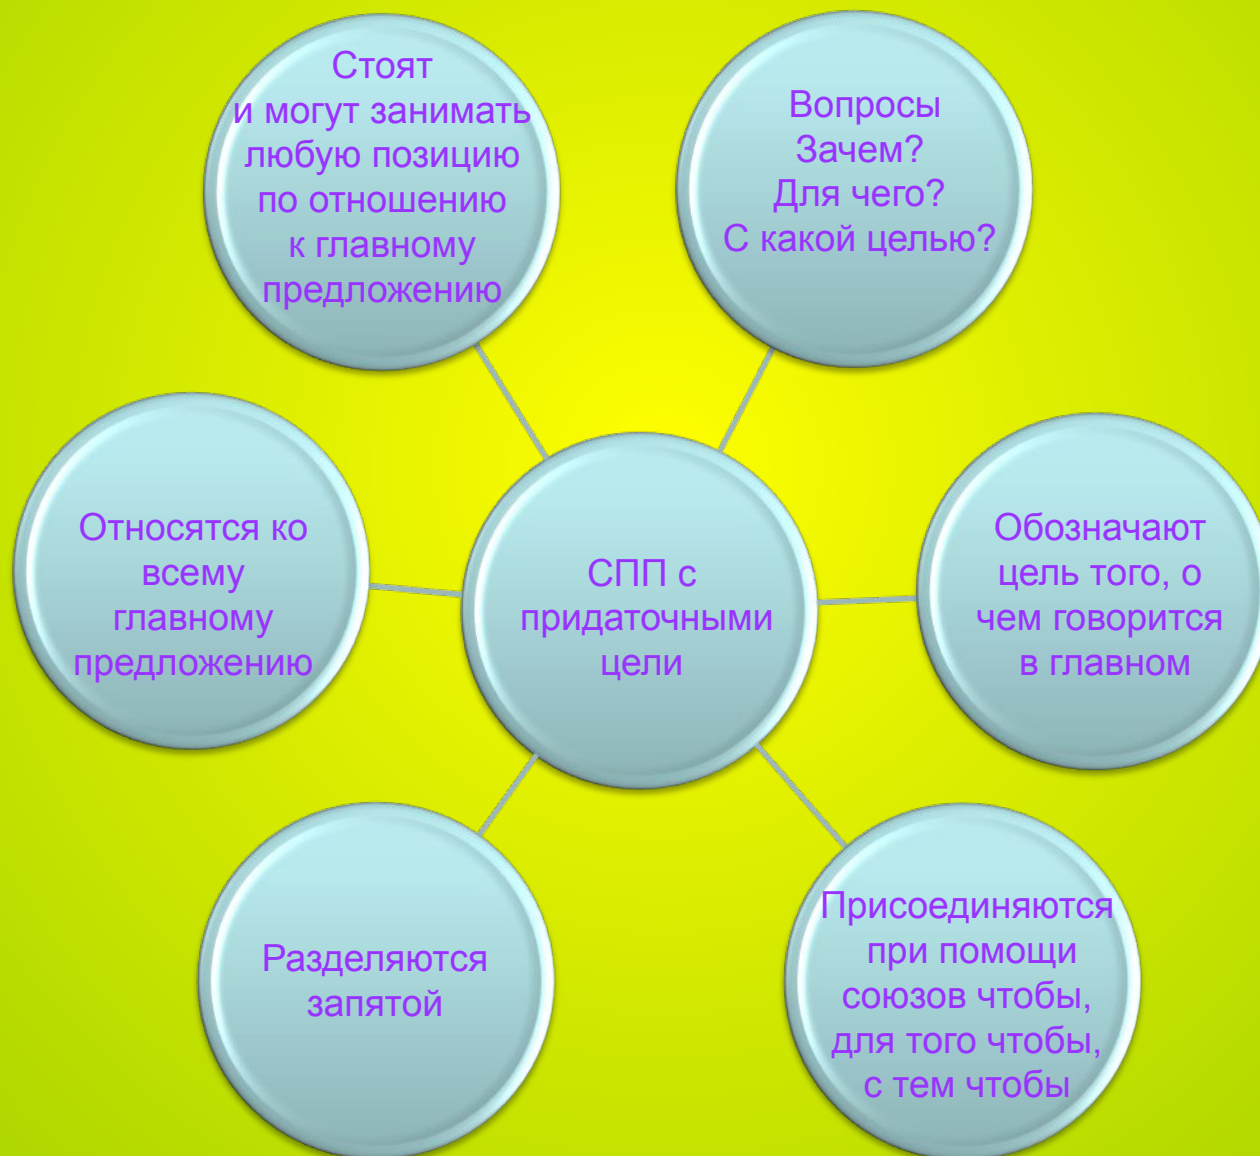 Стоят
и могут занимать
любую позицию
по отношению
к главному
предложению
Вопросы
Зачем?
Для чего?
С какой целью?
Относятся ко
всему
главному
предложению
СПП с
придаточными
цели
Обозначают
цель того, о
чем говорится
в главном
Разделяются
запятой
Присоединяются
при помощи
союзов чтобы,
для того чтобы,
с тем чтобы